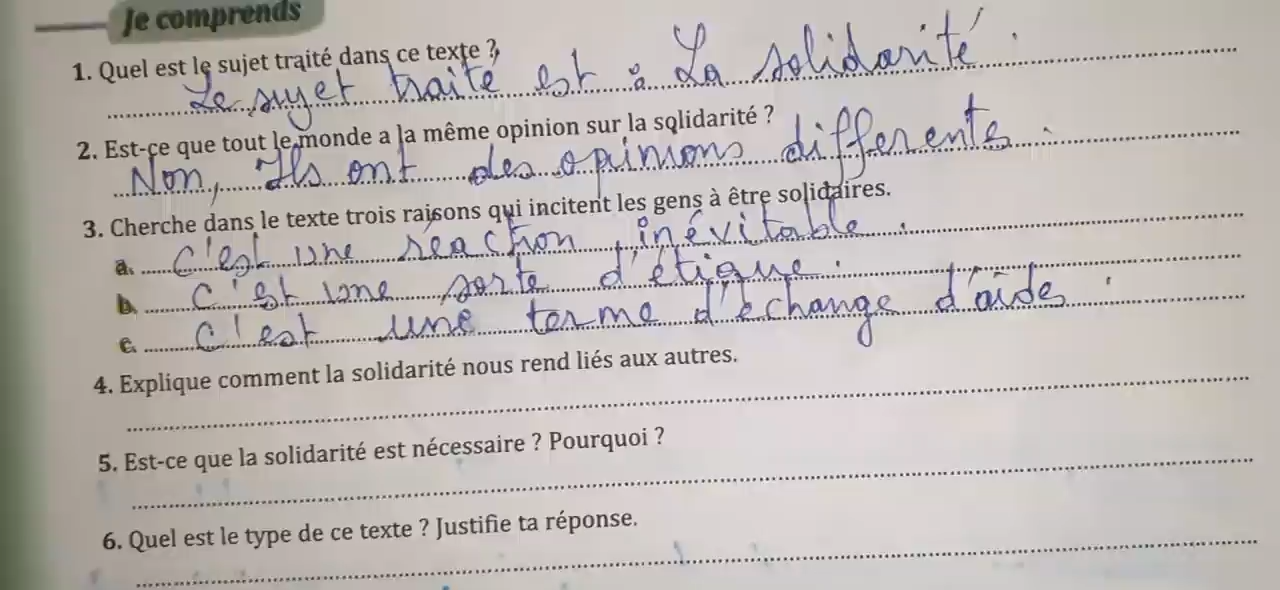 Je comprends
1. Quel est le sujet traité dans ce texte ?
Le sujet traité est : La solidarité.
2. Est-ce que tout le monde a la même opinion sur la solidarité ?
Non, Ils ont des opinions differents.
3. Cherche dans le texte trois raisons qui incitent les gens à être solidaires.
a. C'est une réaction inévitable.
b. C'est une sorte d'étique.
c. C'est une terme d'échange d'aides.
4. Explique comment la solidarité nous rend liés aux autres.
5. Est-ce que la solidarité est nécessaire ? Pourquoi ?
6. Quel est le type de ce texte ? Justifie ta réponse.